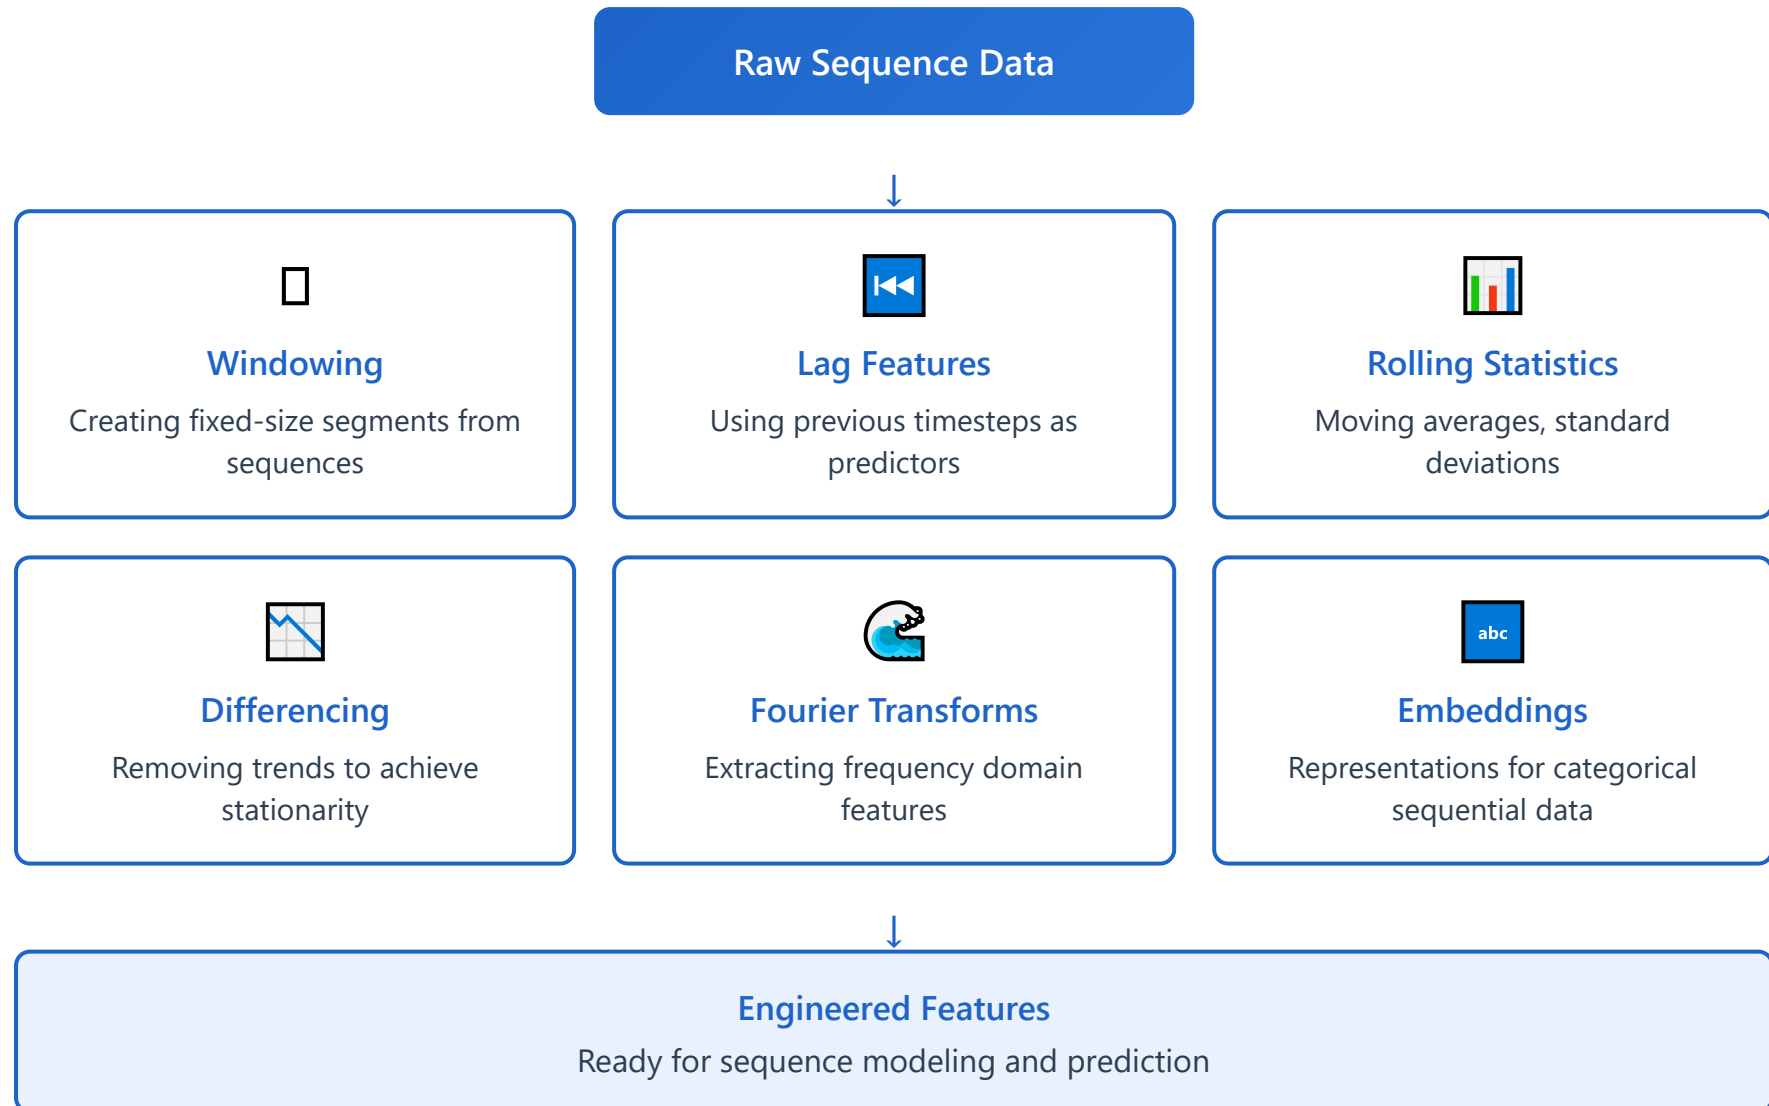 Raw Sequence Data
↓
Windowing
Creating fixed-size segments from
sequences
Lag Features
Using previous timesteps as
predictors
Rolling Statistics
Moving averages, standard
deviations
Differencing
Removing trends to achieve
stationarity
Fourier Transforms
Extracting frequency domain
features
abc
Embeddings
Representations for categorical
sequential data
↓
Engineered Features
Ready for sequence modeling and prediction